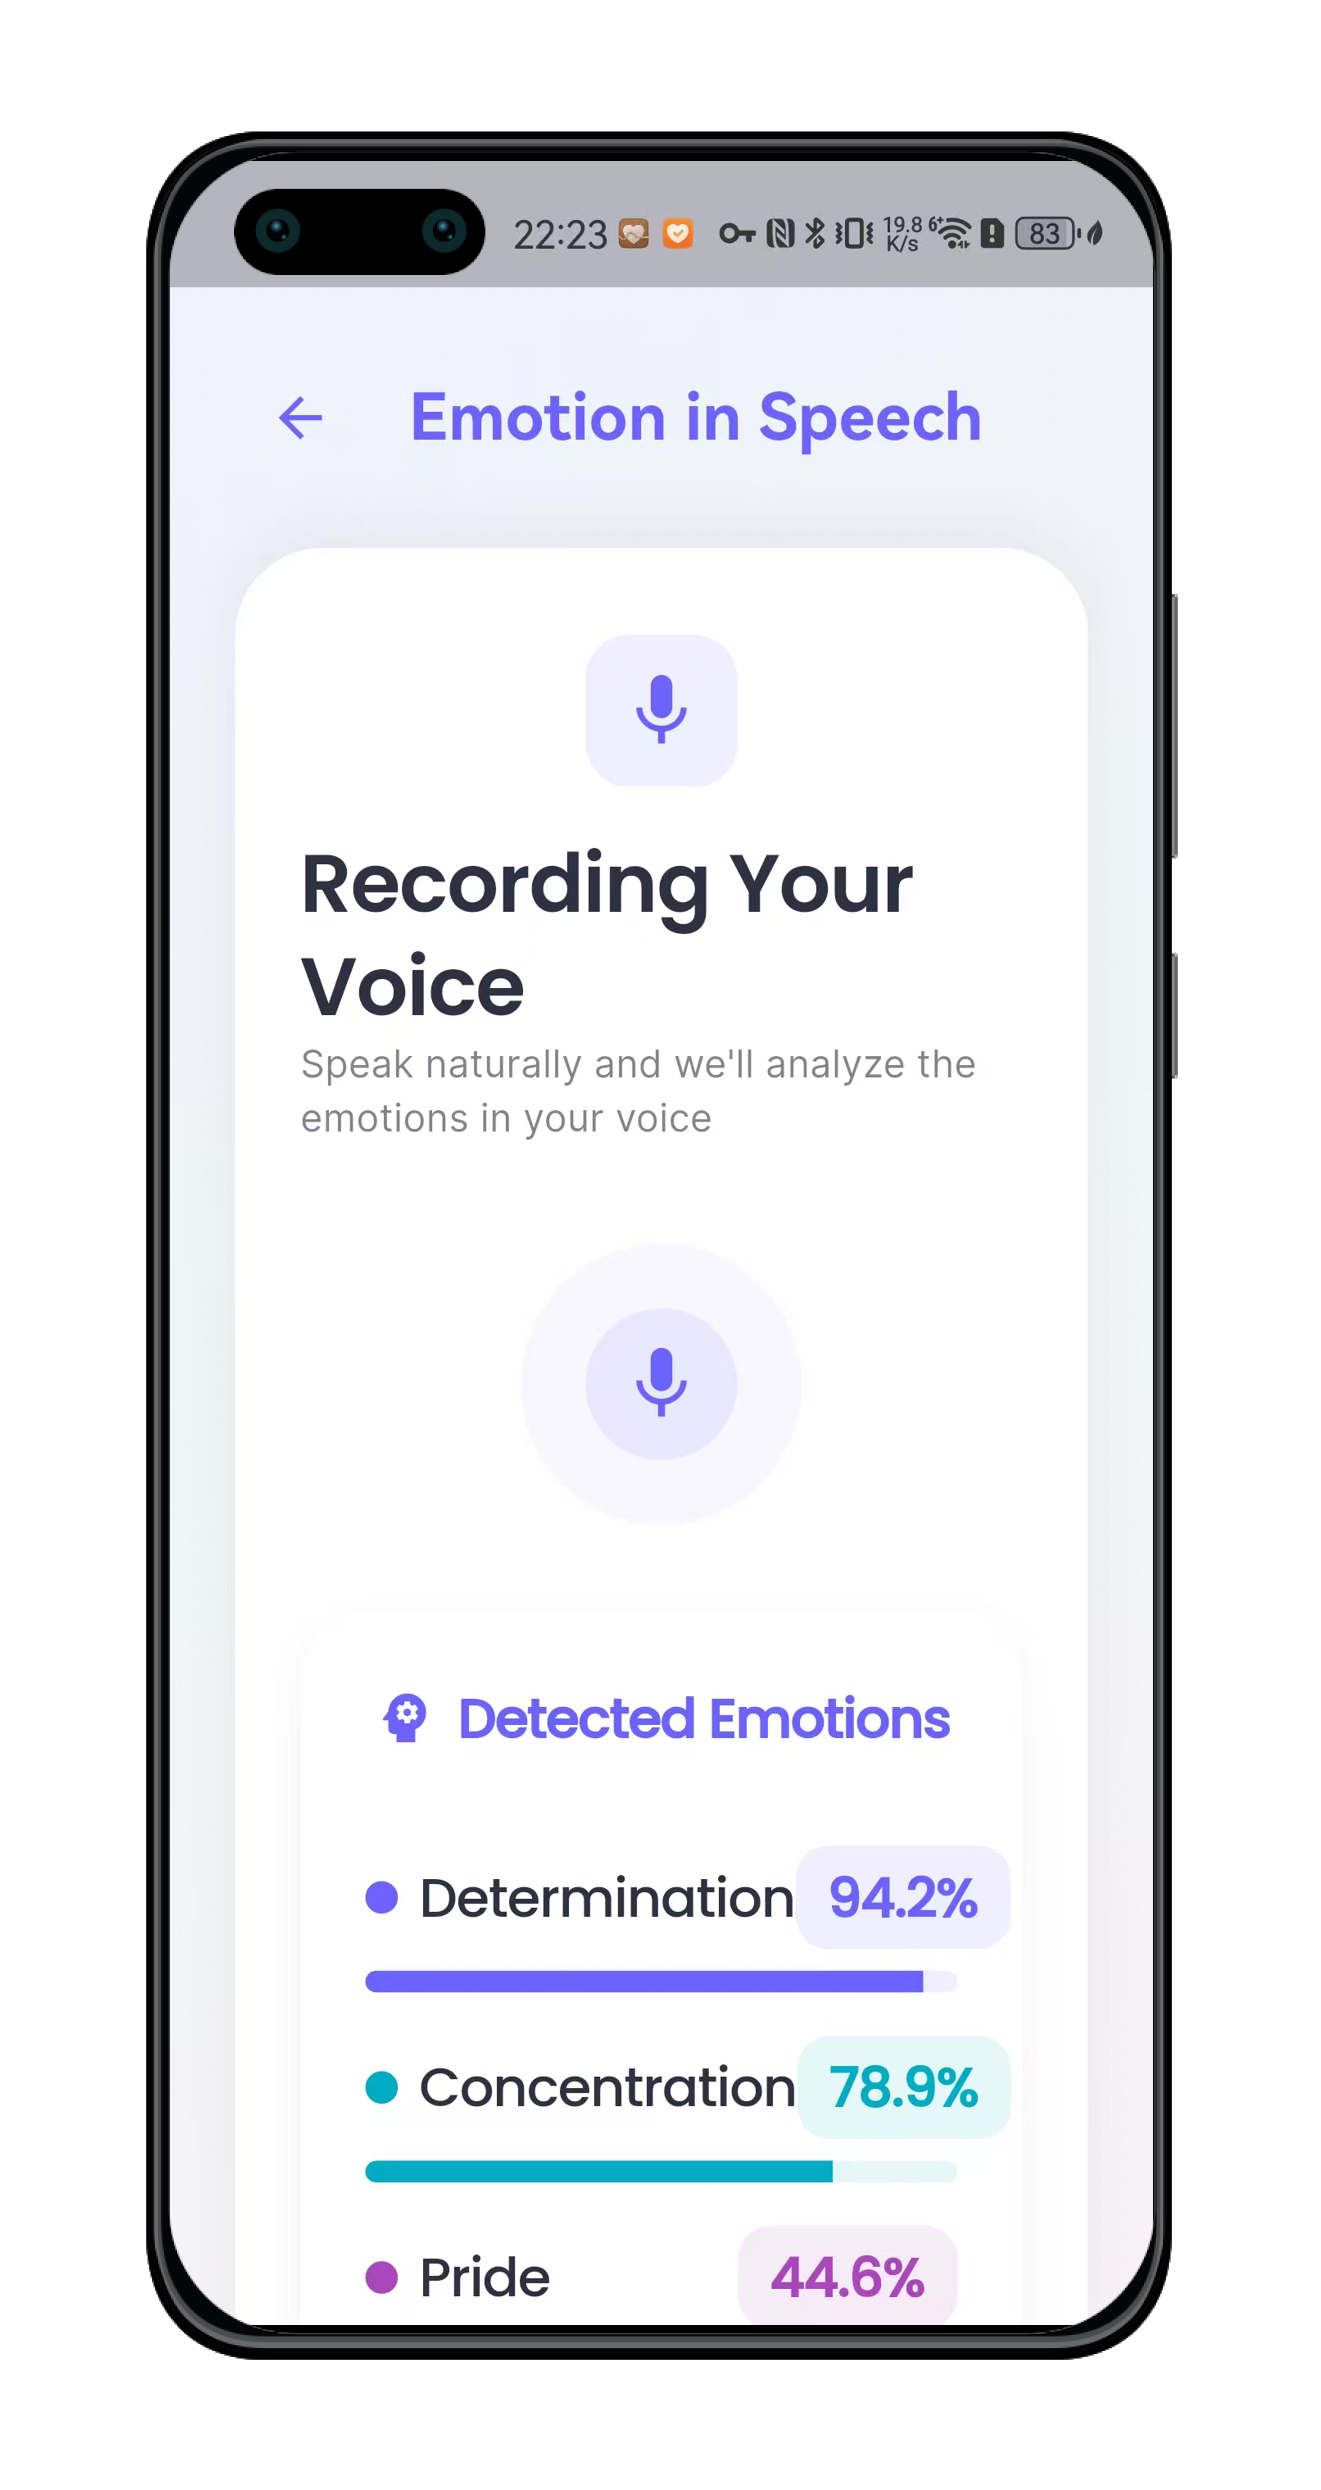 22:23 19.8 K/s 6+ 83
Emotion in Speech
Recording Your
Voice
Speak naturally and we'll analyze the
emotions in your voice
Detected Emotions
Determination 94.2%
Concentration 78.9%
Pride 44.6%